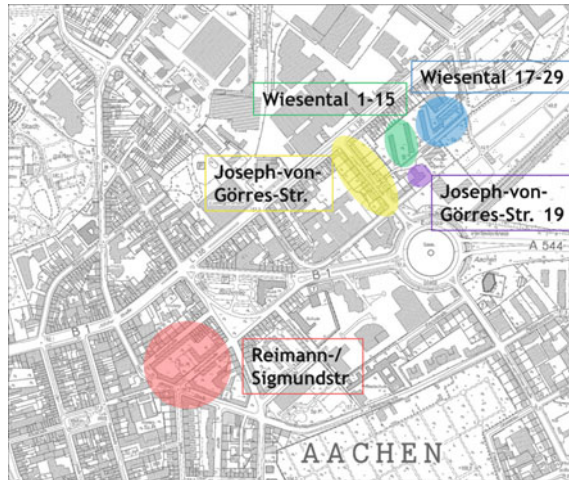 Wiesental 17-29
Wiesental 1-15
Joseph-von-
Görres-Str.
Joseph-von-
Görres-Str. 19
A 544
B 1
B 1
Reimann-/
Sigmundstr
AACHEN